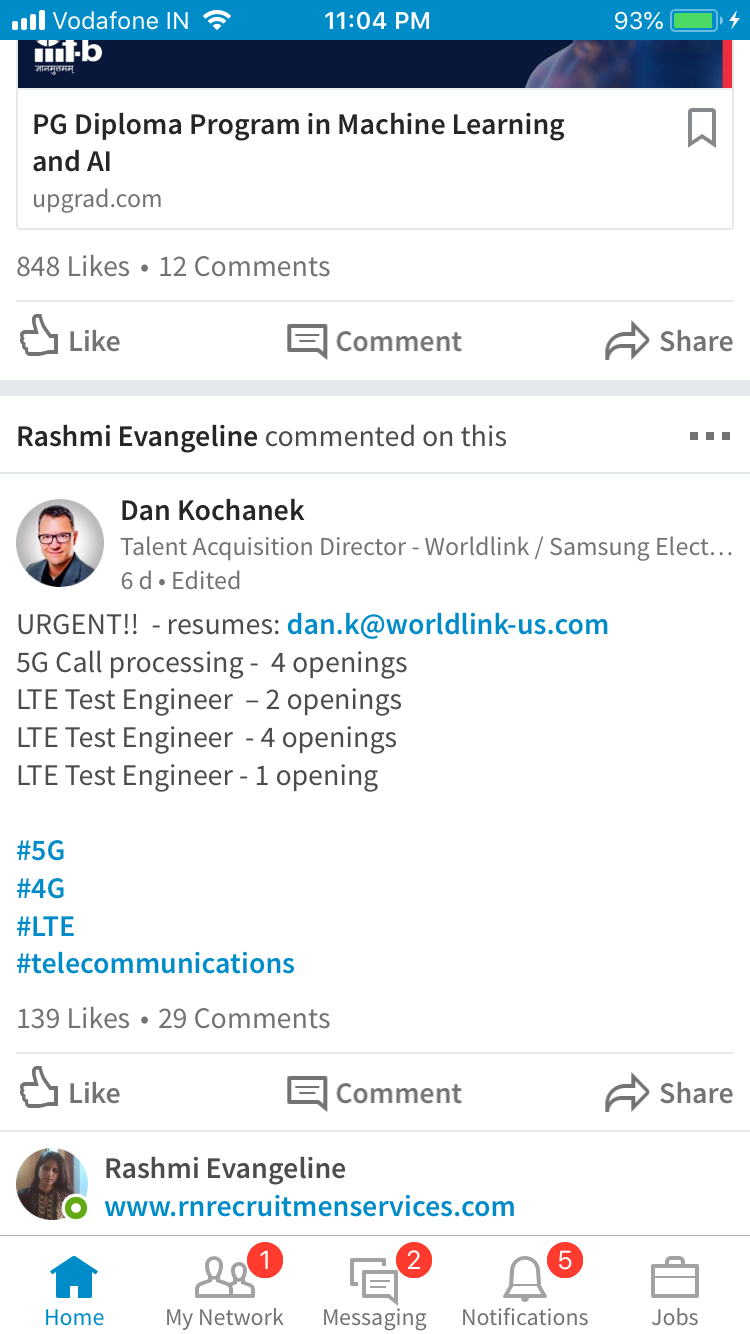 Vodafone IN 11:04 PM 93%
iiit-b
ज्ञानमुत्तमम्
PG Diploma Program in Machine Learning
and AI
upgrad.com
848 Likes • 12 Comments
Like Comment Share
Rashmi Evangeline commented on this
Dan Kochanek
Talent Acquisition Director - Worldlink / Samsung Elect...
6 d • Edited
URGENT!! - resumes: dan.k@worldlink-us.com
5G Call processing - 4 openings
LTE Test Engineer – 2 openings
LTE Test Engineer - 4 openings
LTE Test Engineer - 1 opening
#5G
#4G
#LTE
#telecommunications
139 Likes • 29 Comments
Like Comment Share
Rashmi Evangeline
www.rnrecruitmenservices.com
1 2 5
Home My Network Messaging Notifications Jobs